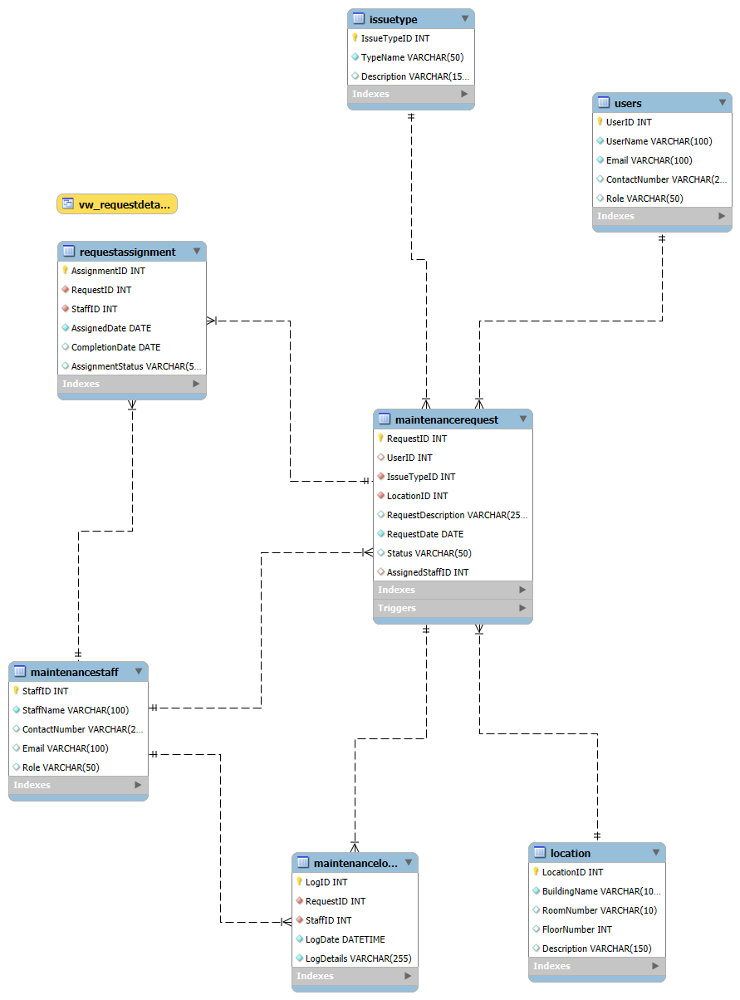 issuetype
IssueTypeID INT
TypeName VARCHAR(50)
Description VARCHAR(15...
Indexes
users
UserID INT
UserName VARCHAR(100)
Email VARCHAR(100)
ContactNumber VARCHAR(2...
Role VARCHAR(50)
Indexes
vw_requestdeta...
requestassignment
AssignmentID INT
RequestID INT
StaffID INT
AssignedDate DATE
CompletionDate DATE
AssignmentStatus VARCHAR(5...
Indexes
maintenancerequest
RequestID INT
UserID INT
IssueTypeID INT
LocationID INT
RequestDescription VARCHAR(25...
RequestDate DATE
Status VARCHAR(50)
AssignedStaffID INT
Indexes
Triggers
maintenancestaff
StaffID INT
StaffName VARCHAR(100)
ContactNumber VARCHAR(2...
Email VARCHAR(100)
Role VARCHAR(50)
Indexes
maintenancelo...
LogID INT
RequestID INT
StaffID INT
LogDate DATETIME
LogDetails VARCHAR(255)
Indexes
location
LocationID INT
BuildingName VARCHAR(10...
RoomNumber VARCHAR(10)
FloorNumber INT
Description VARCHAR(150)
Indexes